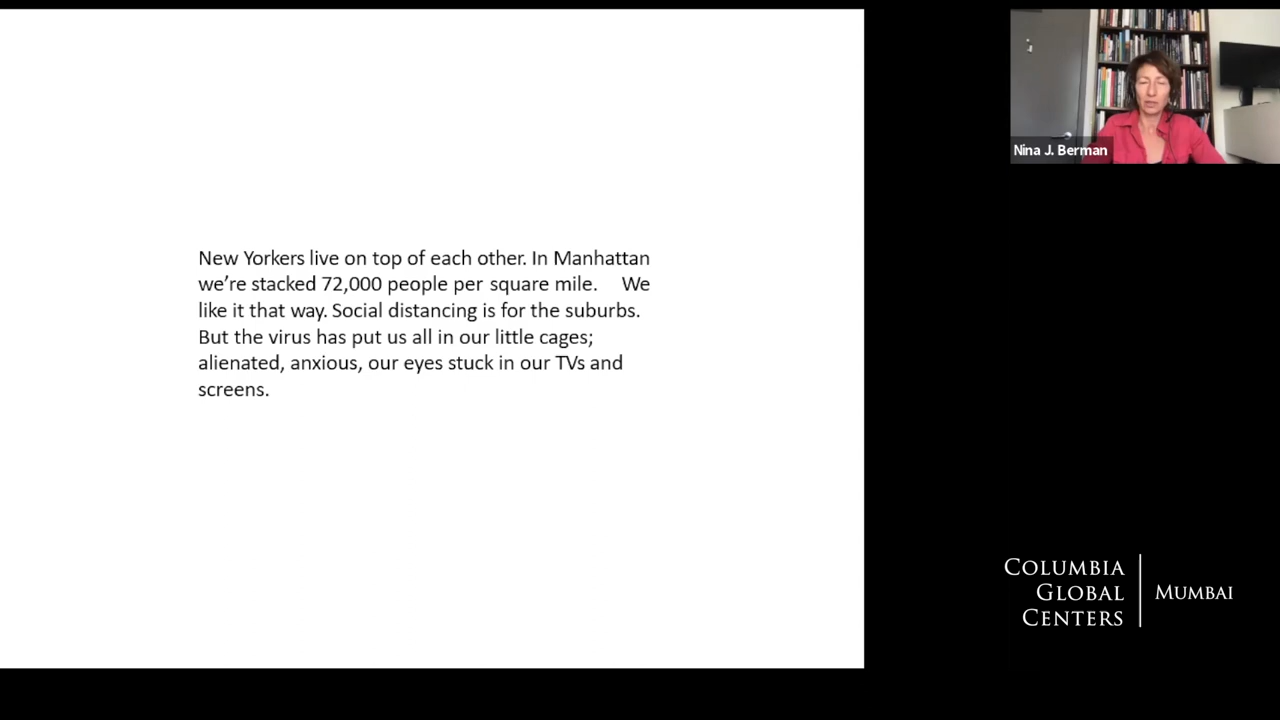 New Yorkers live on top of each other. In Manhattan
we're stacked 72,000 people per square mile. We
like it that way. Social distancing is for the suburbs.
But the virus has put us all in our little cages;
alienated, anxious, our eyes stuck in our TVs and
screens.
Nina J. Berman
COLUMBIA
GLOBAL
CENTERS
MUMBAI